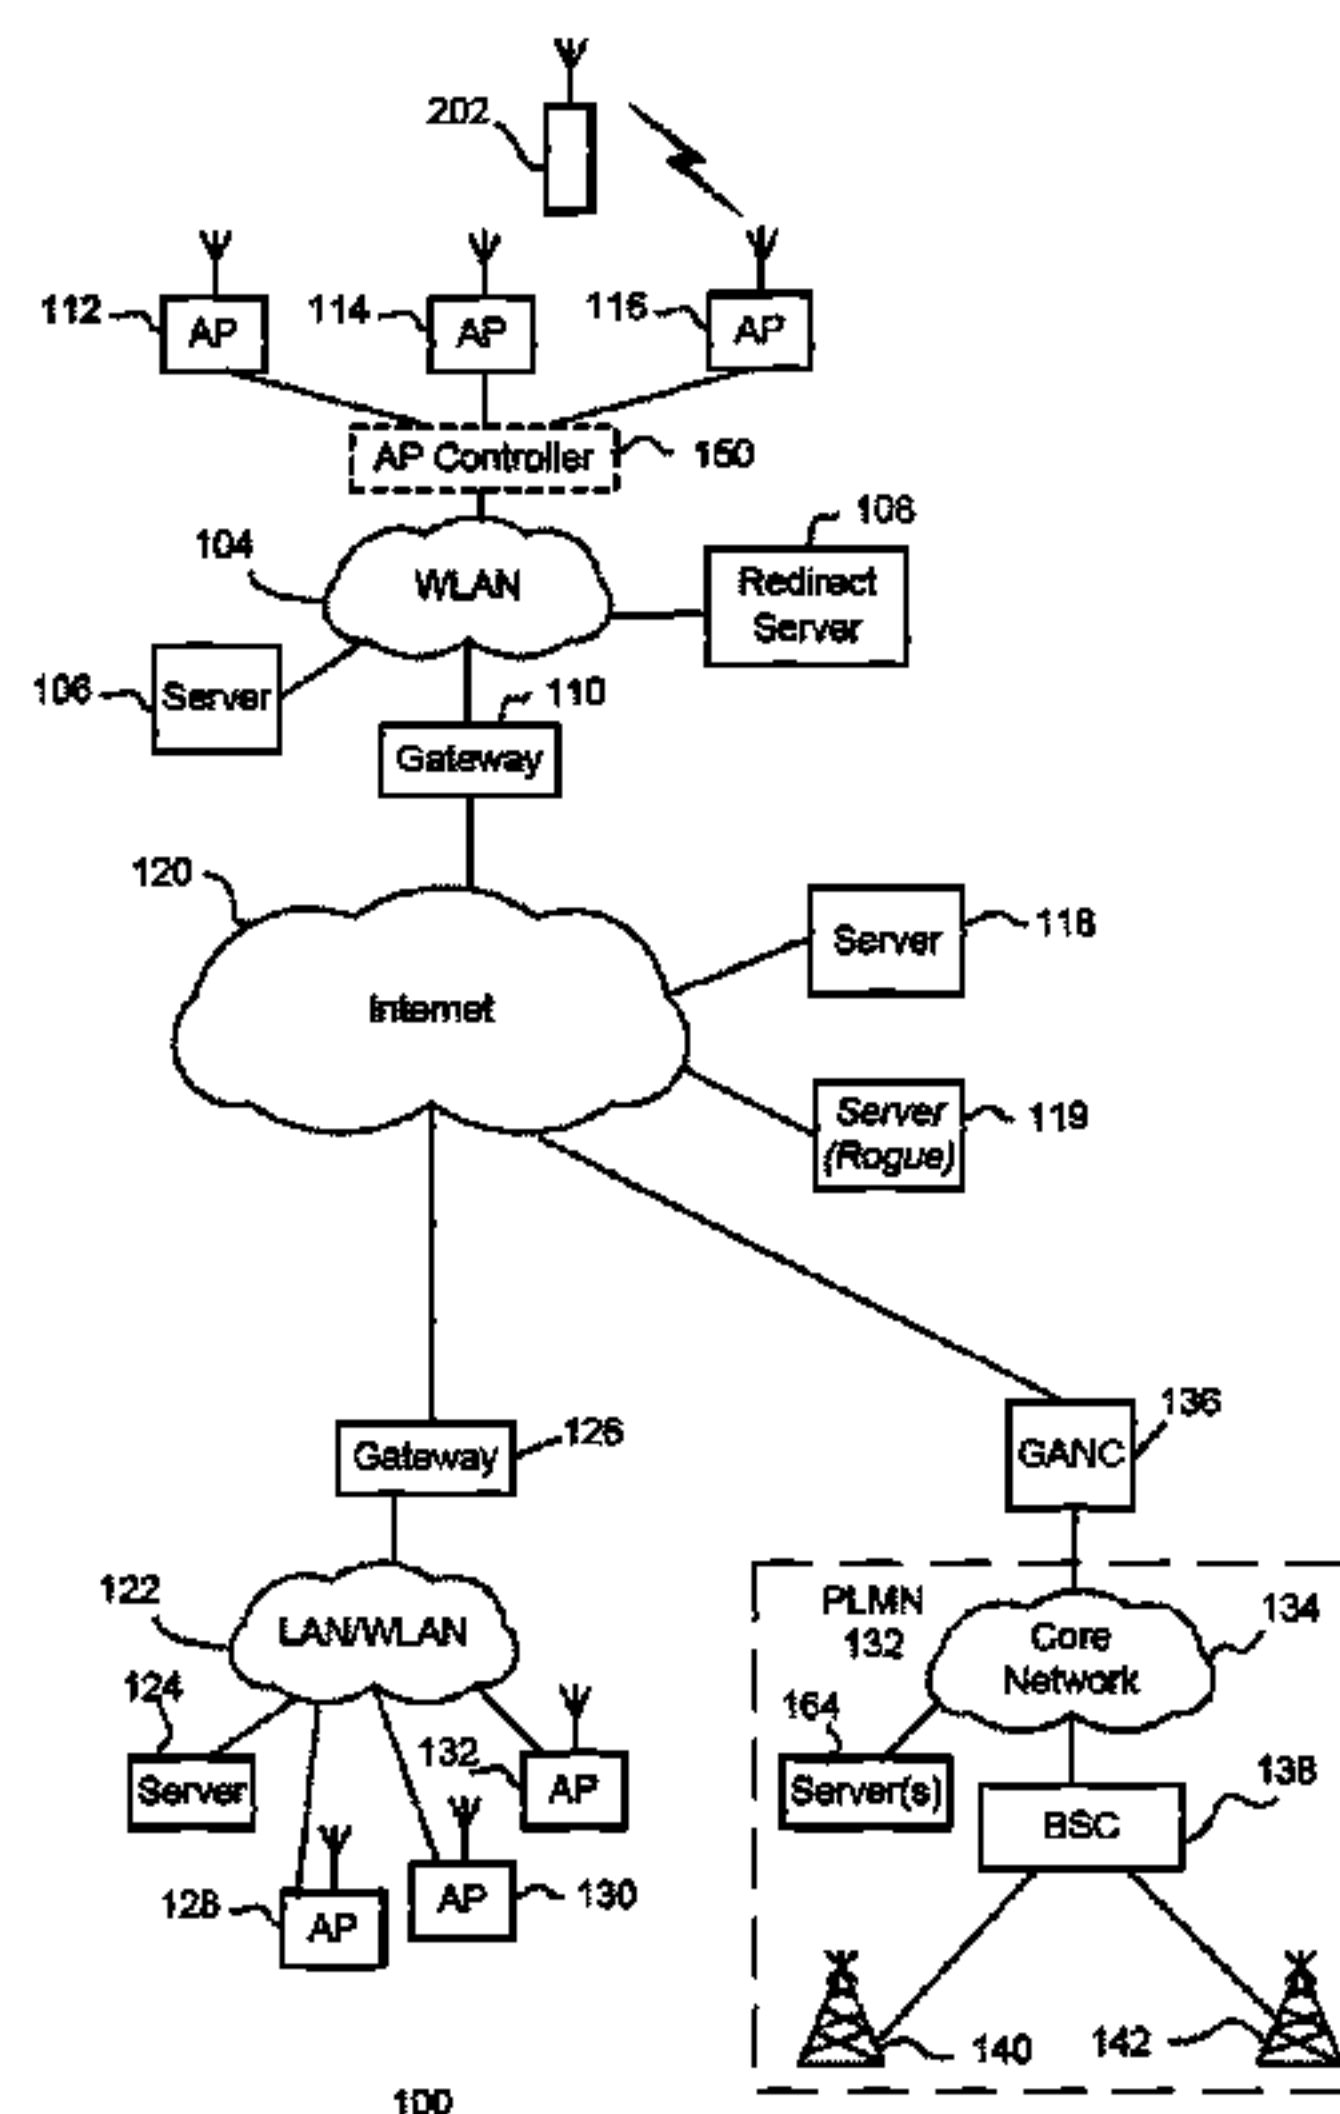 202
112
AP
114
AP
116
AP
AP Controller
150
104
WLAN
108
Redirect
Server
106
Server
110
Gateway
120
Internet
Server
118
Server
(Rogue)
119
Gateway
126
GANC
136
122
LAN/WLAN
124
Server
132
AP
128
AP
AP
130
PLMN
132
Core
Network
134
164
Server(s)
BSC
138
140
142
100